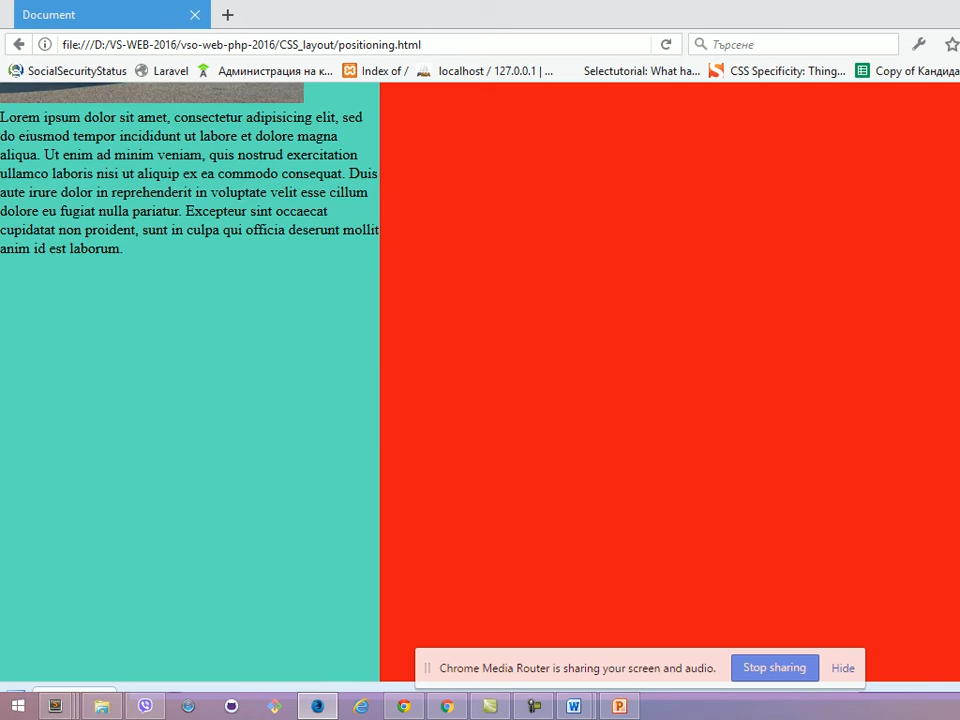 Document
file:///D:/VS-WEB-2016/vso-web-php-2016/CSS_layout/positioning.html
Търсене
SocialSecurityStatus Laravel Администрация на к... Index of / localhost / 127.0.0.1 | ... Selectutorial: What ha... CSS Specificity: Thing... Copy of Кандида
Lorem ipsum dolor sit amet, consectetur adipisicing elit, sed
do eiusmod tempor incididunt ut labore et dolore magna
aliqua. Ut enim ad minim veniam, quis nostrud exercitation
ullamco laboris nisi ut aliquip ex ea commodo consequat. Duis
aute irure dolor in reprehenderit in voluptate velit esse cillum
dolore eu fugiat nulla pariatur. Excepteur sint occaecat
cupidatat non proident, sunt in culpa qui officia deserunt mollit
anim id est laborum.
Chrome Media Router is sharing your screen and audio. Stop sharing Hide